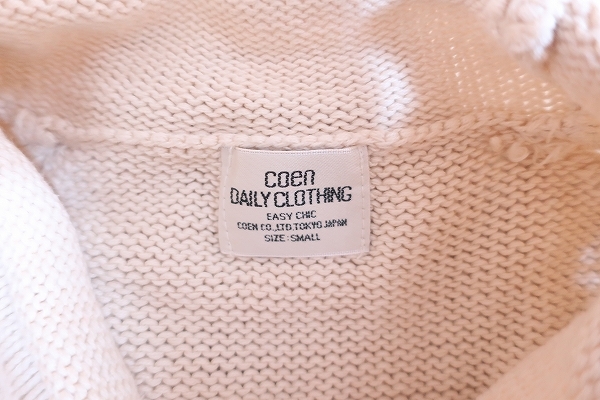 coen
DAILY CLOTHING
EASY CHIC
COEN CO.,LTD.TOKYO JAPAN
SIZE:SMALL